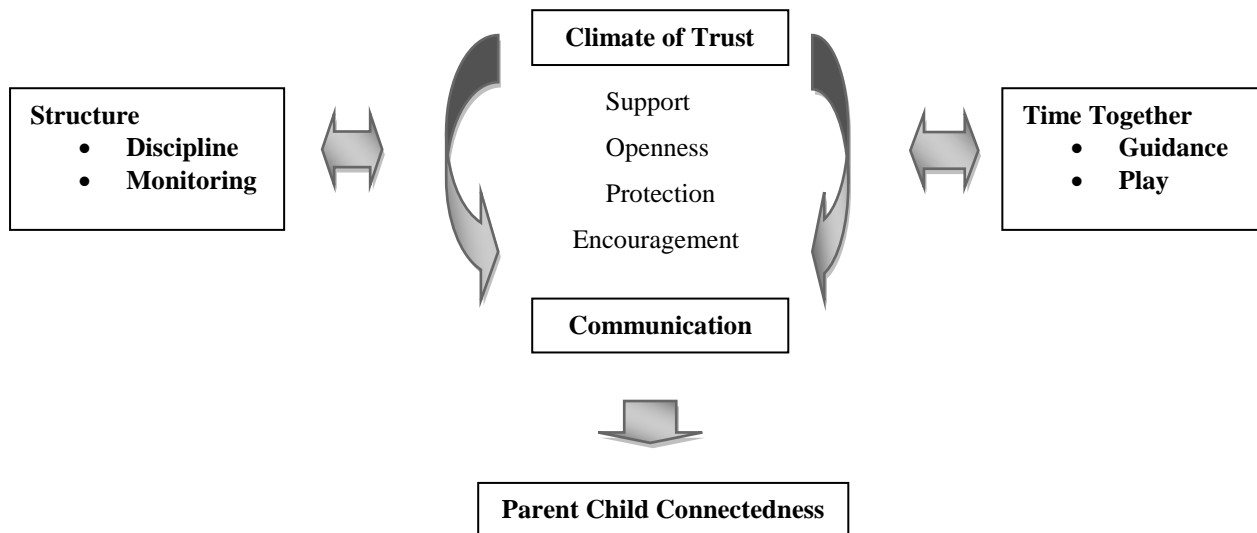 Climate of Trust
Support
Openness
Protection
Encouragement
Communication
Structure
• Discipline
• Monitoring
Time Together
• Guidance
• Play
Parent Child Connectedness